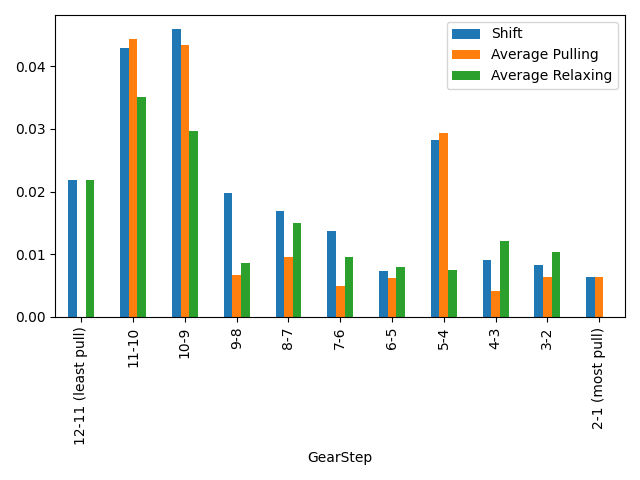 Shift
Average Pulling
Average Relaxing
0.04
0.03
0.02
0.01
0.00
12-11 (least pull)
11-10
10-9
9-8
8-7
7-6
6-5
5-4
4-3
3-2
2-1 (most pull)
GearStep